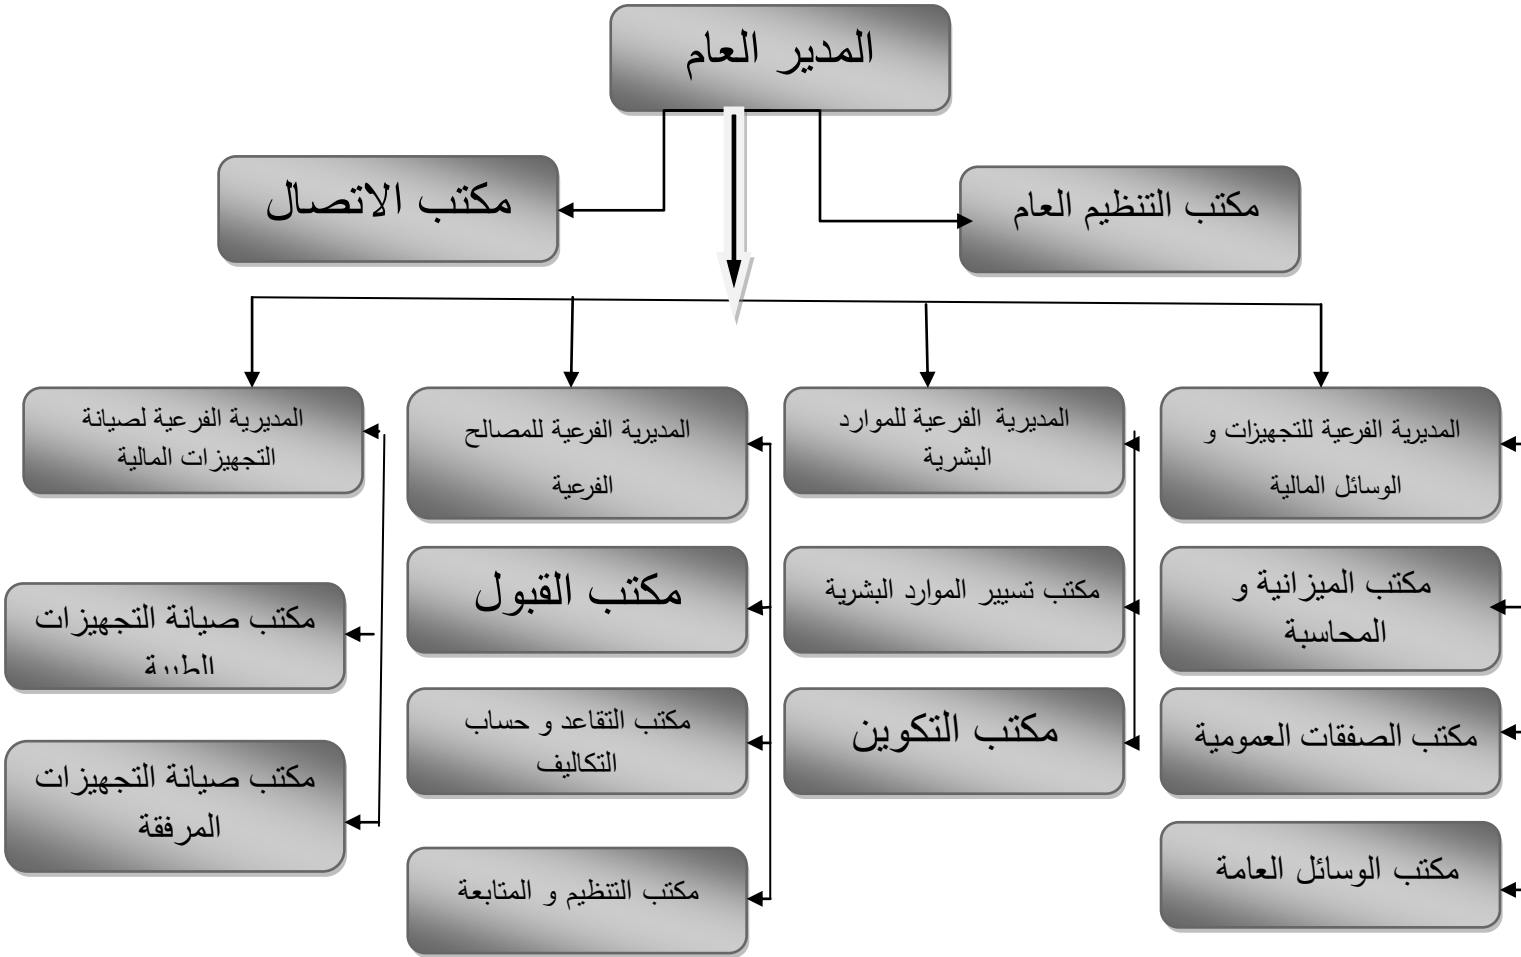 المدير العام
مكتب التنظيم العام
مكتب الاتصال
المديرية الفرعية للتجهيزات و
الوسائل المالية
المديرية الفرعية للموارد
البشرية
المديرية الفرعية للمصالح
الفرعية
المديرية الفرعية لصيانة
التجهيزات المالية
مكتب الميزانية و
المحاسبة
مكتب تسيير الموارد البشرية
مكتب القبول
مكتب صيانة التجهيزات
الطبية
مكتب الصفقات العمومية
مكتب التكوين
مكتب التقاعد و حساب
التكاليف
مكتب صيانة التجهيزات
المرفقة
مكتب الوسائل العامة
مكتب التنظيم و المتابعة